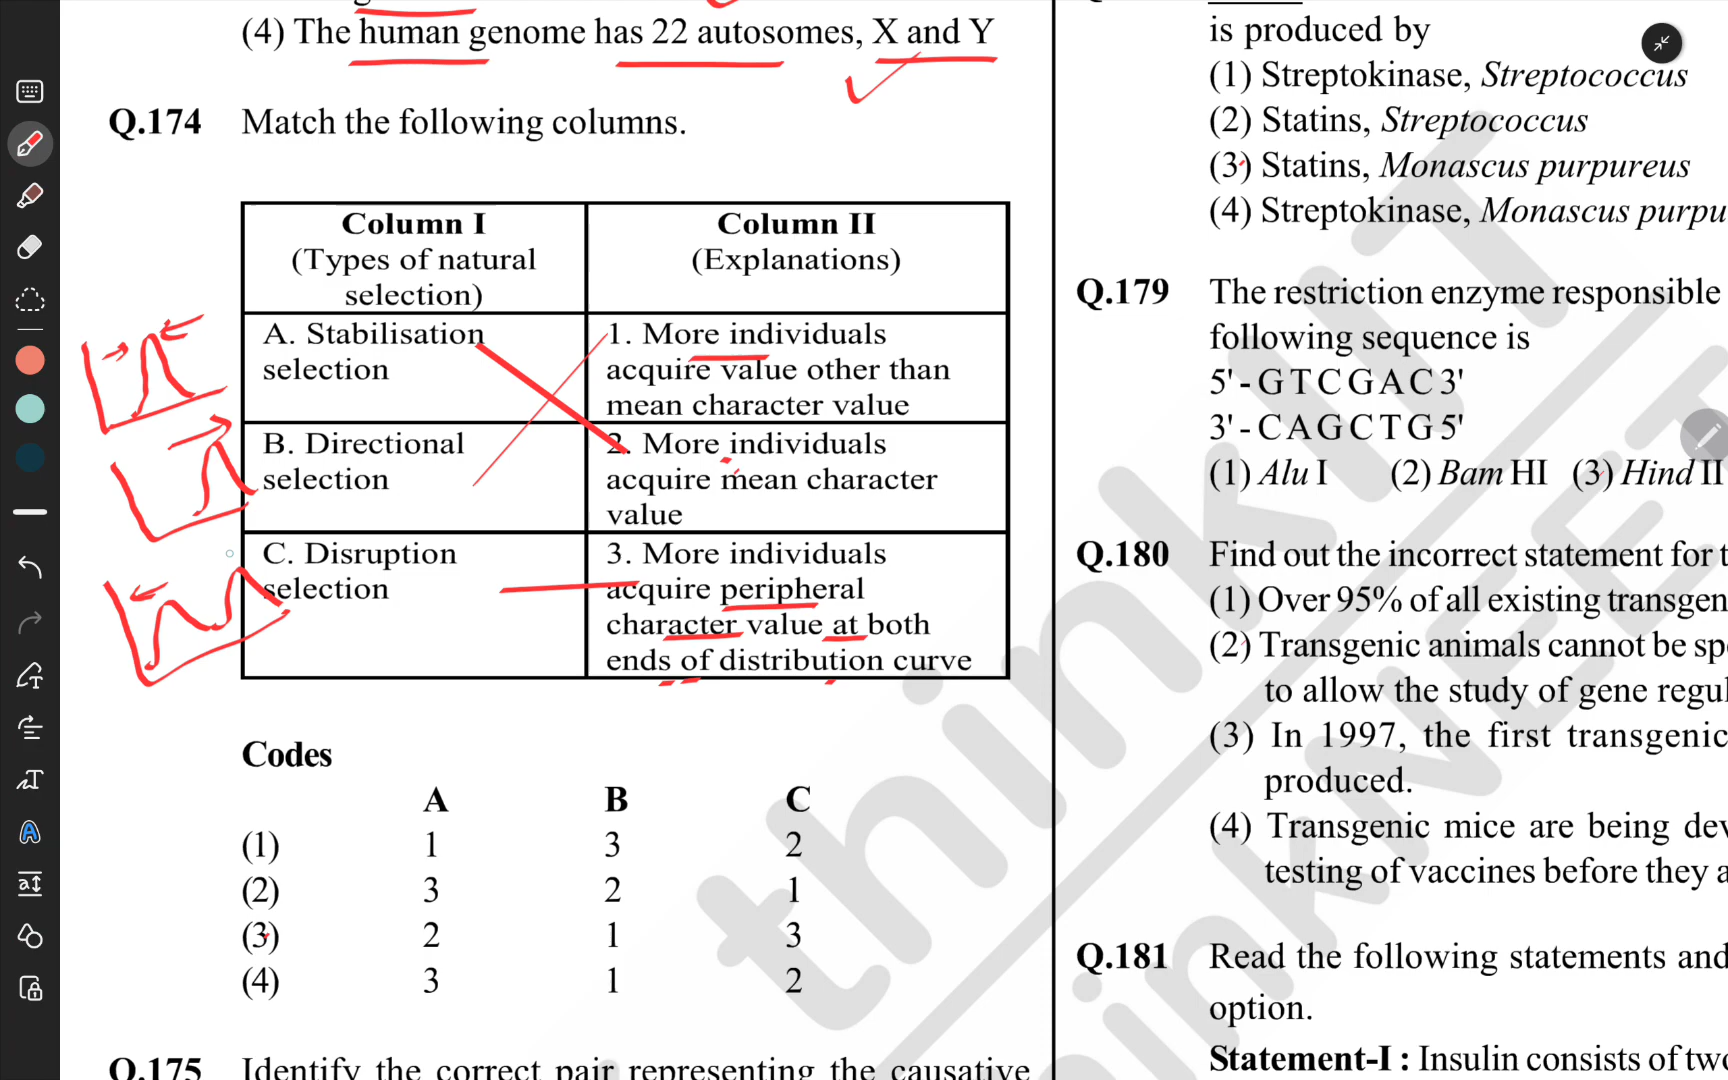 (4) The human genome has 22 autosomes, X and Y
Q.174 Match the following columns.
Column I
(Types of natural
selection)
Column II
(Explanations)
A. Stabilisation
selection
1. More individuals
acquire value other than
mean character value
B. Directional
selection
2. More individuals
acquire mean character
value
C. Disruption
selection
3. More individuals
acquire peripheral
character value at both
ends of distribution curve
Codes
A B C
(1) 1 3 2
(2) 3 2 1
(3) 2 1 3
(4) 3 1 2
Q.175 Identify the correct pair representing the causative
is produced by
(1) Streptokinase, Streptococcus
(2) Statins, Streptococcus
(3) Statins, Monascus purpureus
(4) Streptokinase, Monascus purpu
Q.179 The restriction enzyme responsible
following sequence is
5' - G T C G A C 3'
3' - C A G C T G 5'
(1) Alu I (2) Bam HI (3) Hind II
Q.180 Find out the incorrect statement for t
(1) Over 95% of all existing transgen
(2) Transgenic animals cannot be sp
to allow the study of gene regul
(3) In 1997, the first transgenic
produced.
(4) Transgenic mice are being dev
testing of vaccines before they a
Q.181 Read the following statements and
option.
Statement-I : Insulin consists of two
thinkIIT
thinkNEET